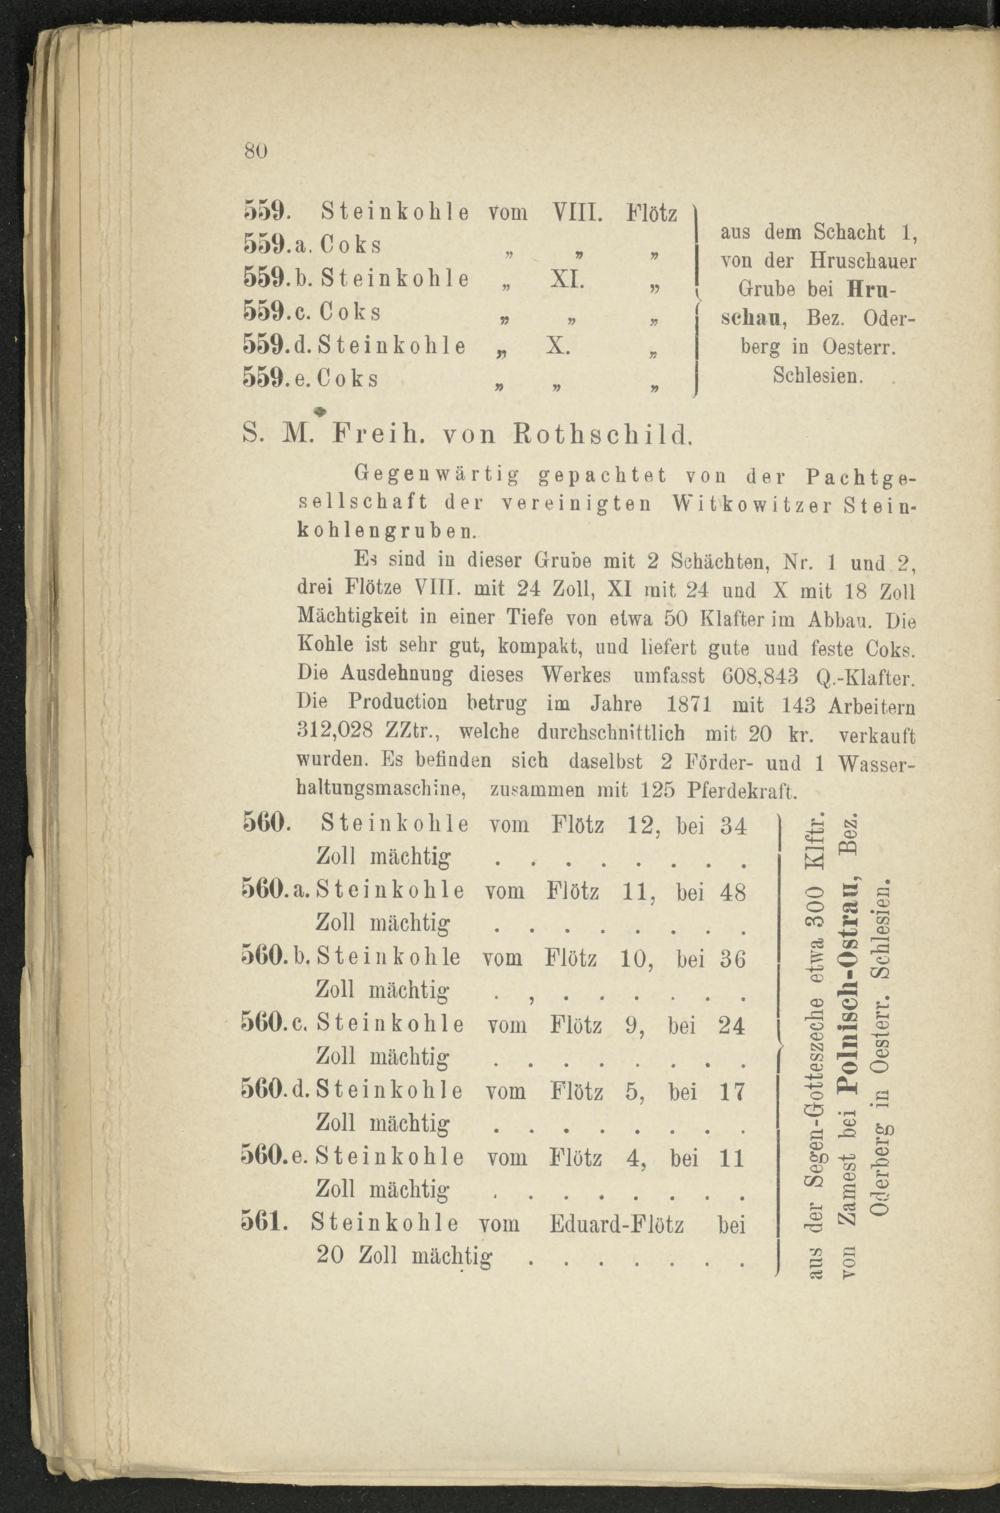 80
559. Steinkohle vom VIII. Flötz
559.a. Coks „ „ „
559.b. Steinkohle „ XI. „
559.c. Coks „ „ „
559.d. Steinkohle „ X. „
559.e. Coks „ „ „
aus dem Schacht 1,
von der Hruschauer
Grube bei Hru-
schau, Bez. Oder-
berg in Oesterr.
Schlesien.
S. M. Freih. von Rothschild.
Gegenwärtig gepachtet von der Pachtge-
sellschaft der vereinigten Witkowitzer Stein-
kohlengruben.
Es sind in dieser Grube mit 2 Schächten, Nr. 1 und 2,
drei Flötze VIII. mit 24 Zoll, XI mit 24 und X mit 18 Zoll
Mächtigkeit in einer Tiefe von etwa 50 Klafter im Abbau. Die
Kohle ist sehr gut, kompakt, und liefert gute und feste Coks.
Die Ausdehnung dieses Werkes umfasst 608,843 Q.-Klafter.
Die Production betrug im Jahre 1871 mit 143 Arbeitern
312,028 ZZtr., welche durchschnittlich mit 20 kr. verkauft
wurden. Es befinden sich daselbst 2 Förder- und 1 Wasser-
haltungsmaschine, zusammen mit 125 Pferdekraft.
560. Steinkohle vom Flötz 12, bei 34
Zoll mächtig . . . . . . . .
560.a. Steinkohle vom Flötz 11, bei 48
Zoll mächtig . . . . . . . .
560.b. Steinkohle vom Flötz 10, bei 36
Zoll mächtig . , . . . . . .
560.c. Steinkohle vom Flötz 9, bei 24
Zoll mächtig . . . . . . . .
560.d. Steinkohle vom Flötz 5, bei 17
Zoll mächtig . . . . . . . .
560.e. Steinkohle vom Flötz 4, bei 11
Zoll mächtig . . . . . . . .
561. Steinkohle vom Eduard-Flötz bei
20 Zoll mächtig . . . . . . .
aus der Segen-Gotteszeche etwa 300 Klftr.
von Zamest bei Polnisch-Ostrau, Bez.
Oderberg in Oesterr. Schlesien.